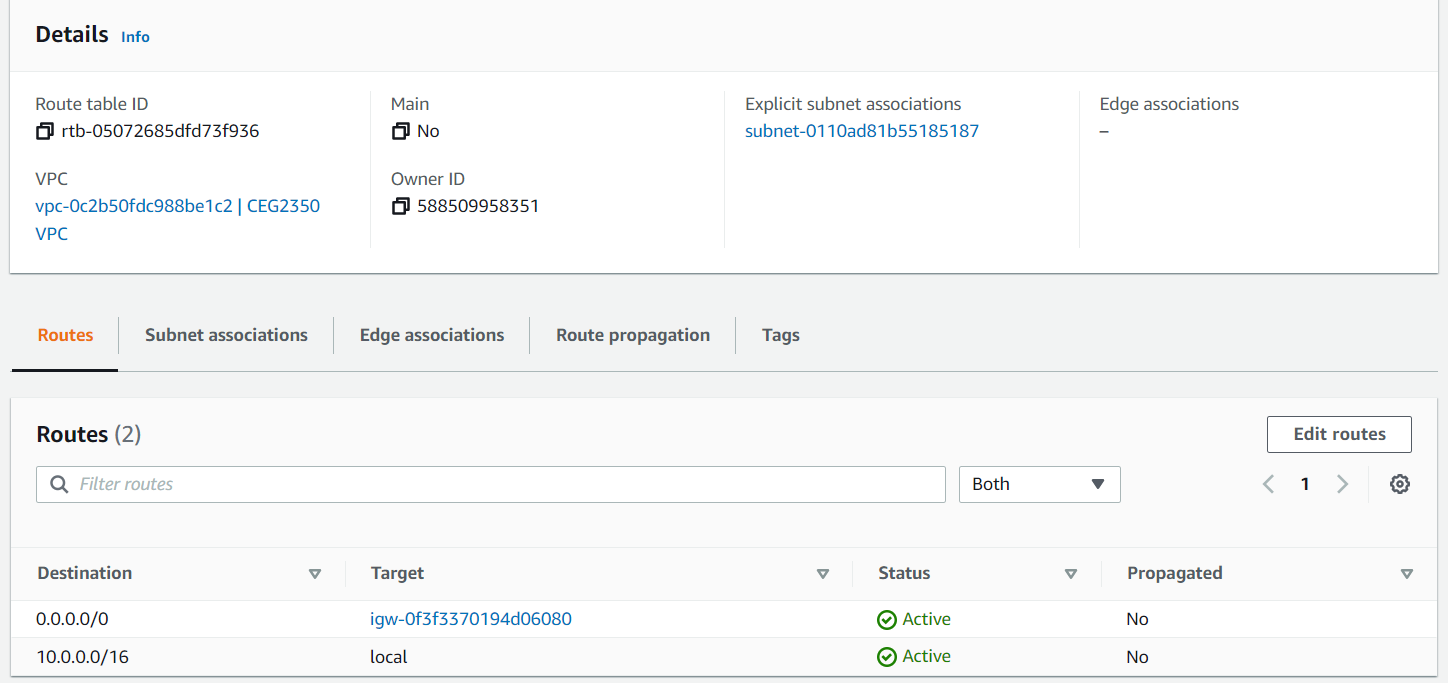 Details Info
Route table ID
rtb-05072685dfd73f936
Main
No
Explicit subnet associations
subnet-0110ad81b55185187
Edge associations
–
VPC
vpc-0c2b50fdc988be1c2 | CEG2350
VPC
Owner ID
588509958351
Routes Subnet associations Edge associations Route propagation Tags
Routes (2) Edit routes
Filter routes Both 1
Destination Target Status Propagated
0.0.0.0/0 igw-0f3f3370194d06080 Active No
10.0.0.0/16 local Active No